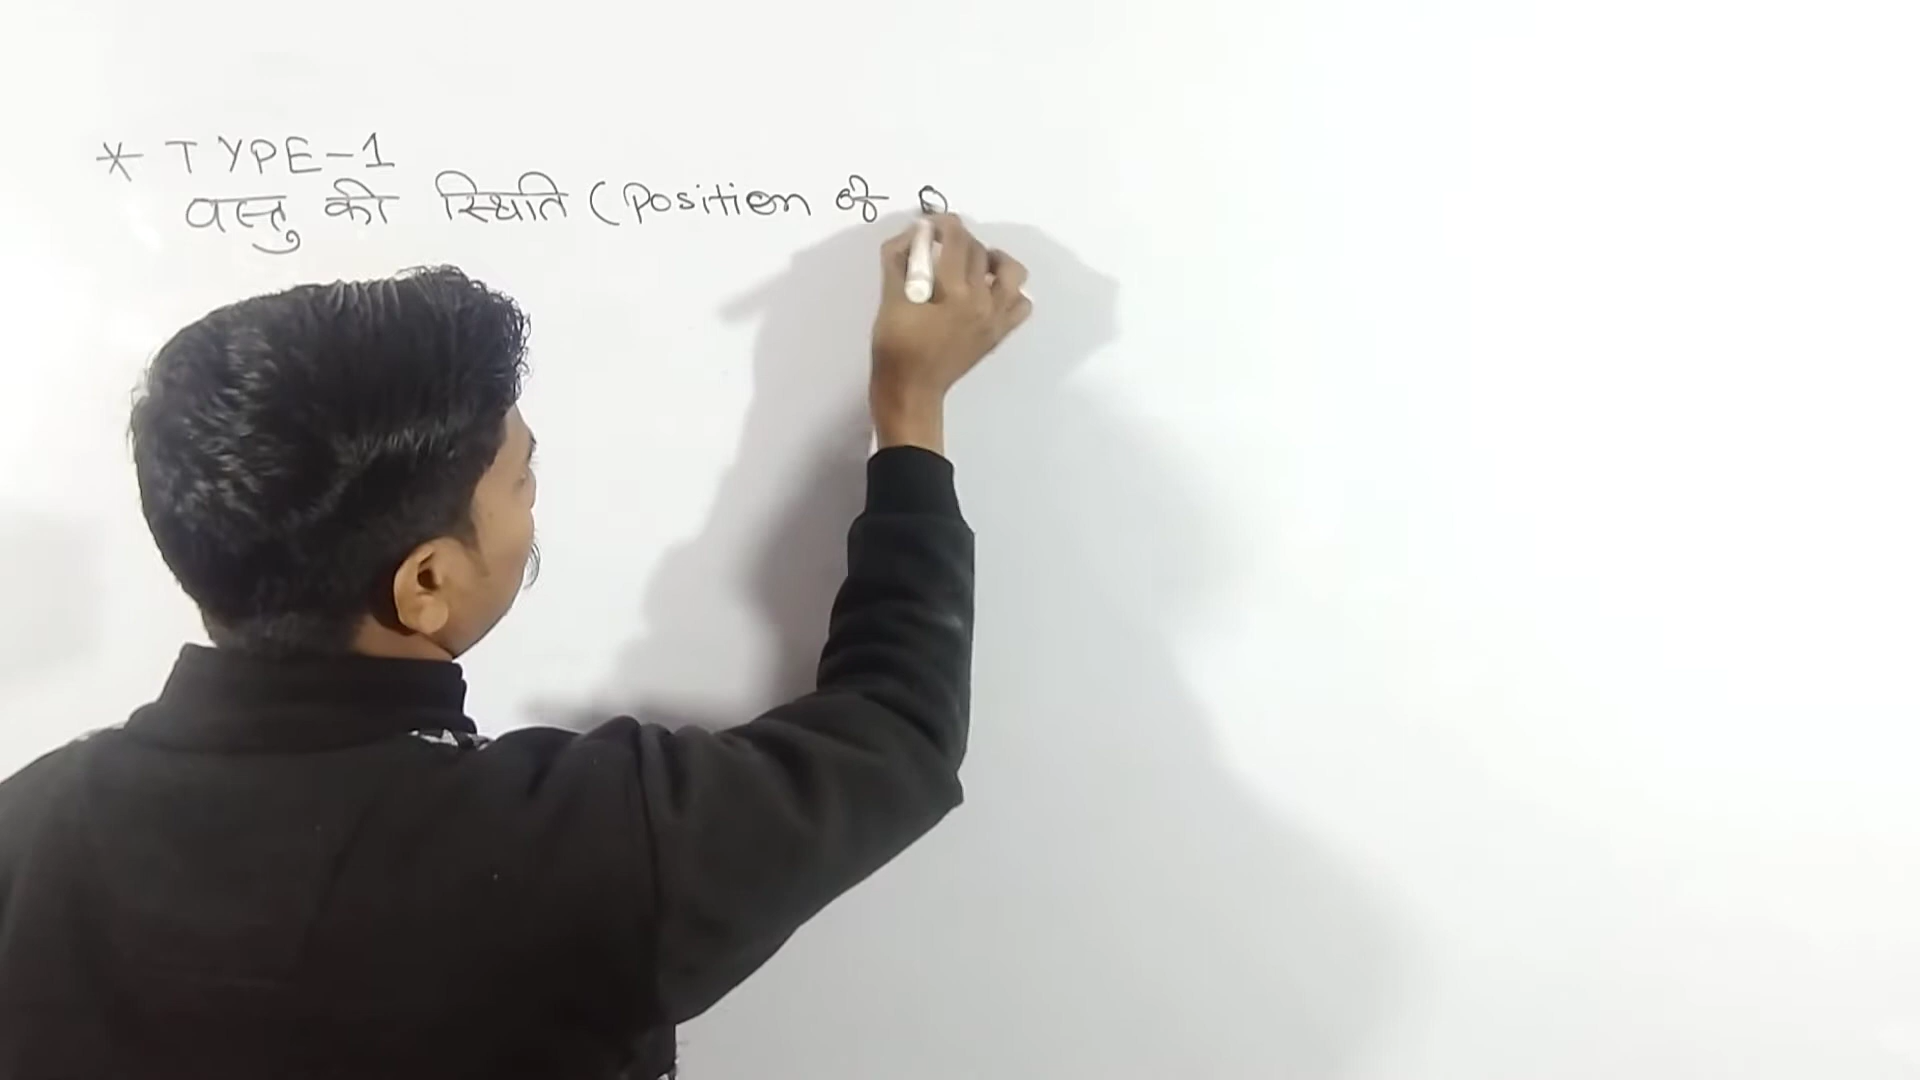 * TYPE-1
वस्तु की स्थिति (Position of O